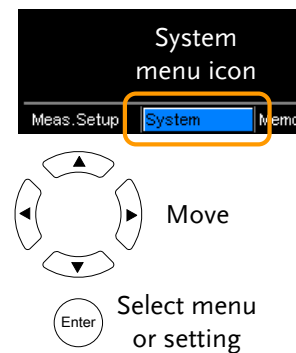 System
menu icon
Meas.Setup System
Move
Enter
Select menu
or setting